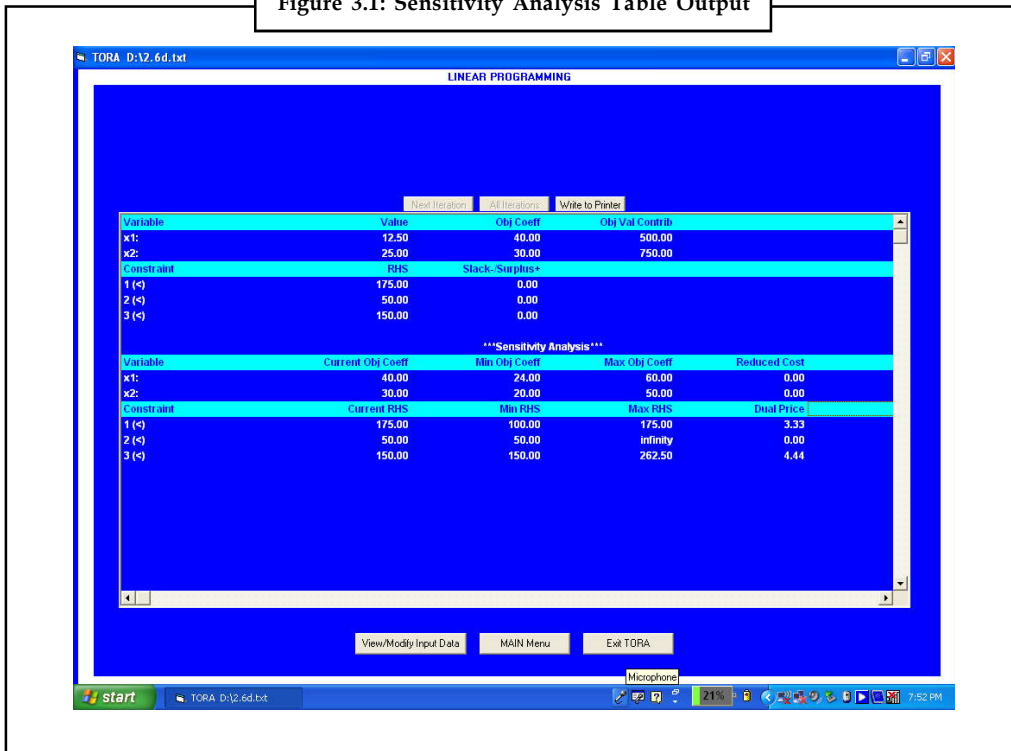 Figure 3.1: Sensitivity Analysis Table Output
TORA D:\2.6d.txt
LINEAR PROGRAMMING
Next Iteration All Iterations Write to Printer
Variable Value Obj Coeff Obj Val Contrib
x1: 12.50 40.00 500.00
x2: 25.00 30.00 750.00
Constraint RHS Slack-/Surplus+
1 (<) 175.00 0.00
2 (<) 50.00 0.00
3 (<) 150.00 0.00
***Sensitivity Analysis***
Variable Current Obj Coeff Min Obj Coeff Max Obj Coeff Reduced Cost
x1: 40.00 24.00 60.00 0.00
x2: 30.00 20.00 50.00 0.00
Constraint Current RHS Min RHS Max RHS Dual Price
1 (<) 175.00 100.00 175.00 3.33
2 (<) 50.00 50.00 infinity 0.00
3 (<) 150.00 150.00 262.50 4.44
View/Modify Input Data MAIN Menu Exit TORA
Microphone
start TORA D:\2.6d.txt 21% 7:52 PM